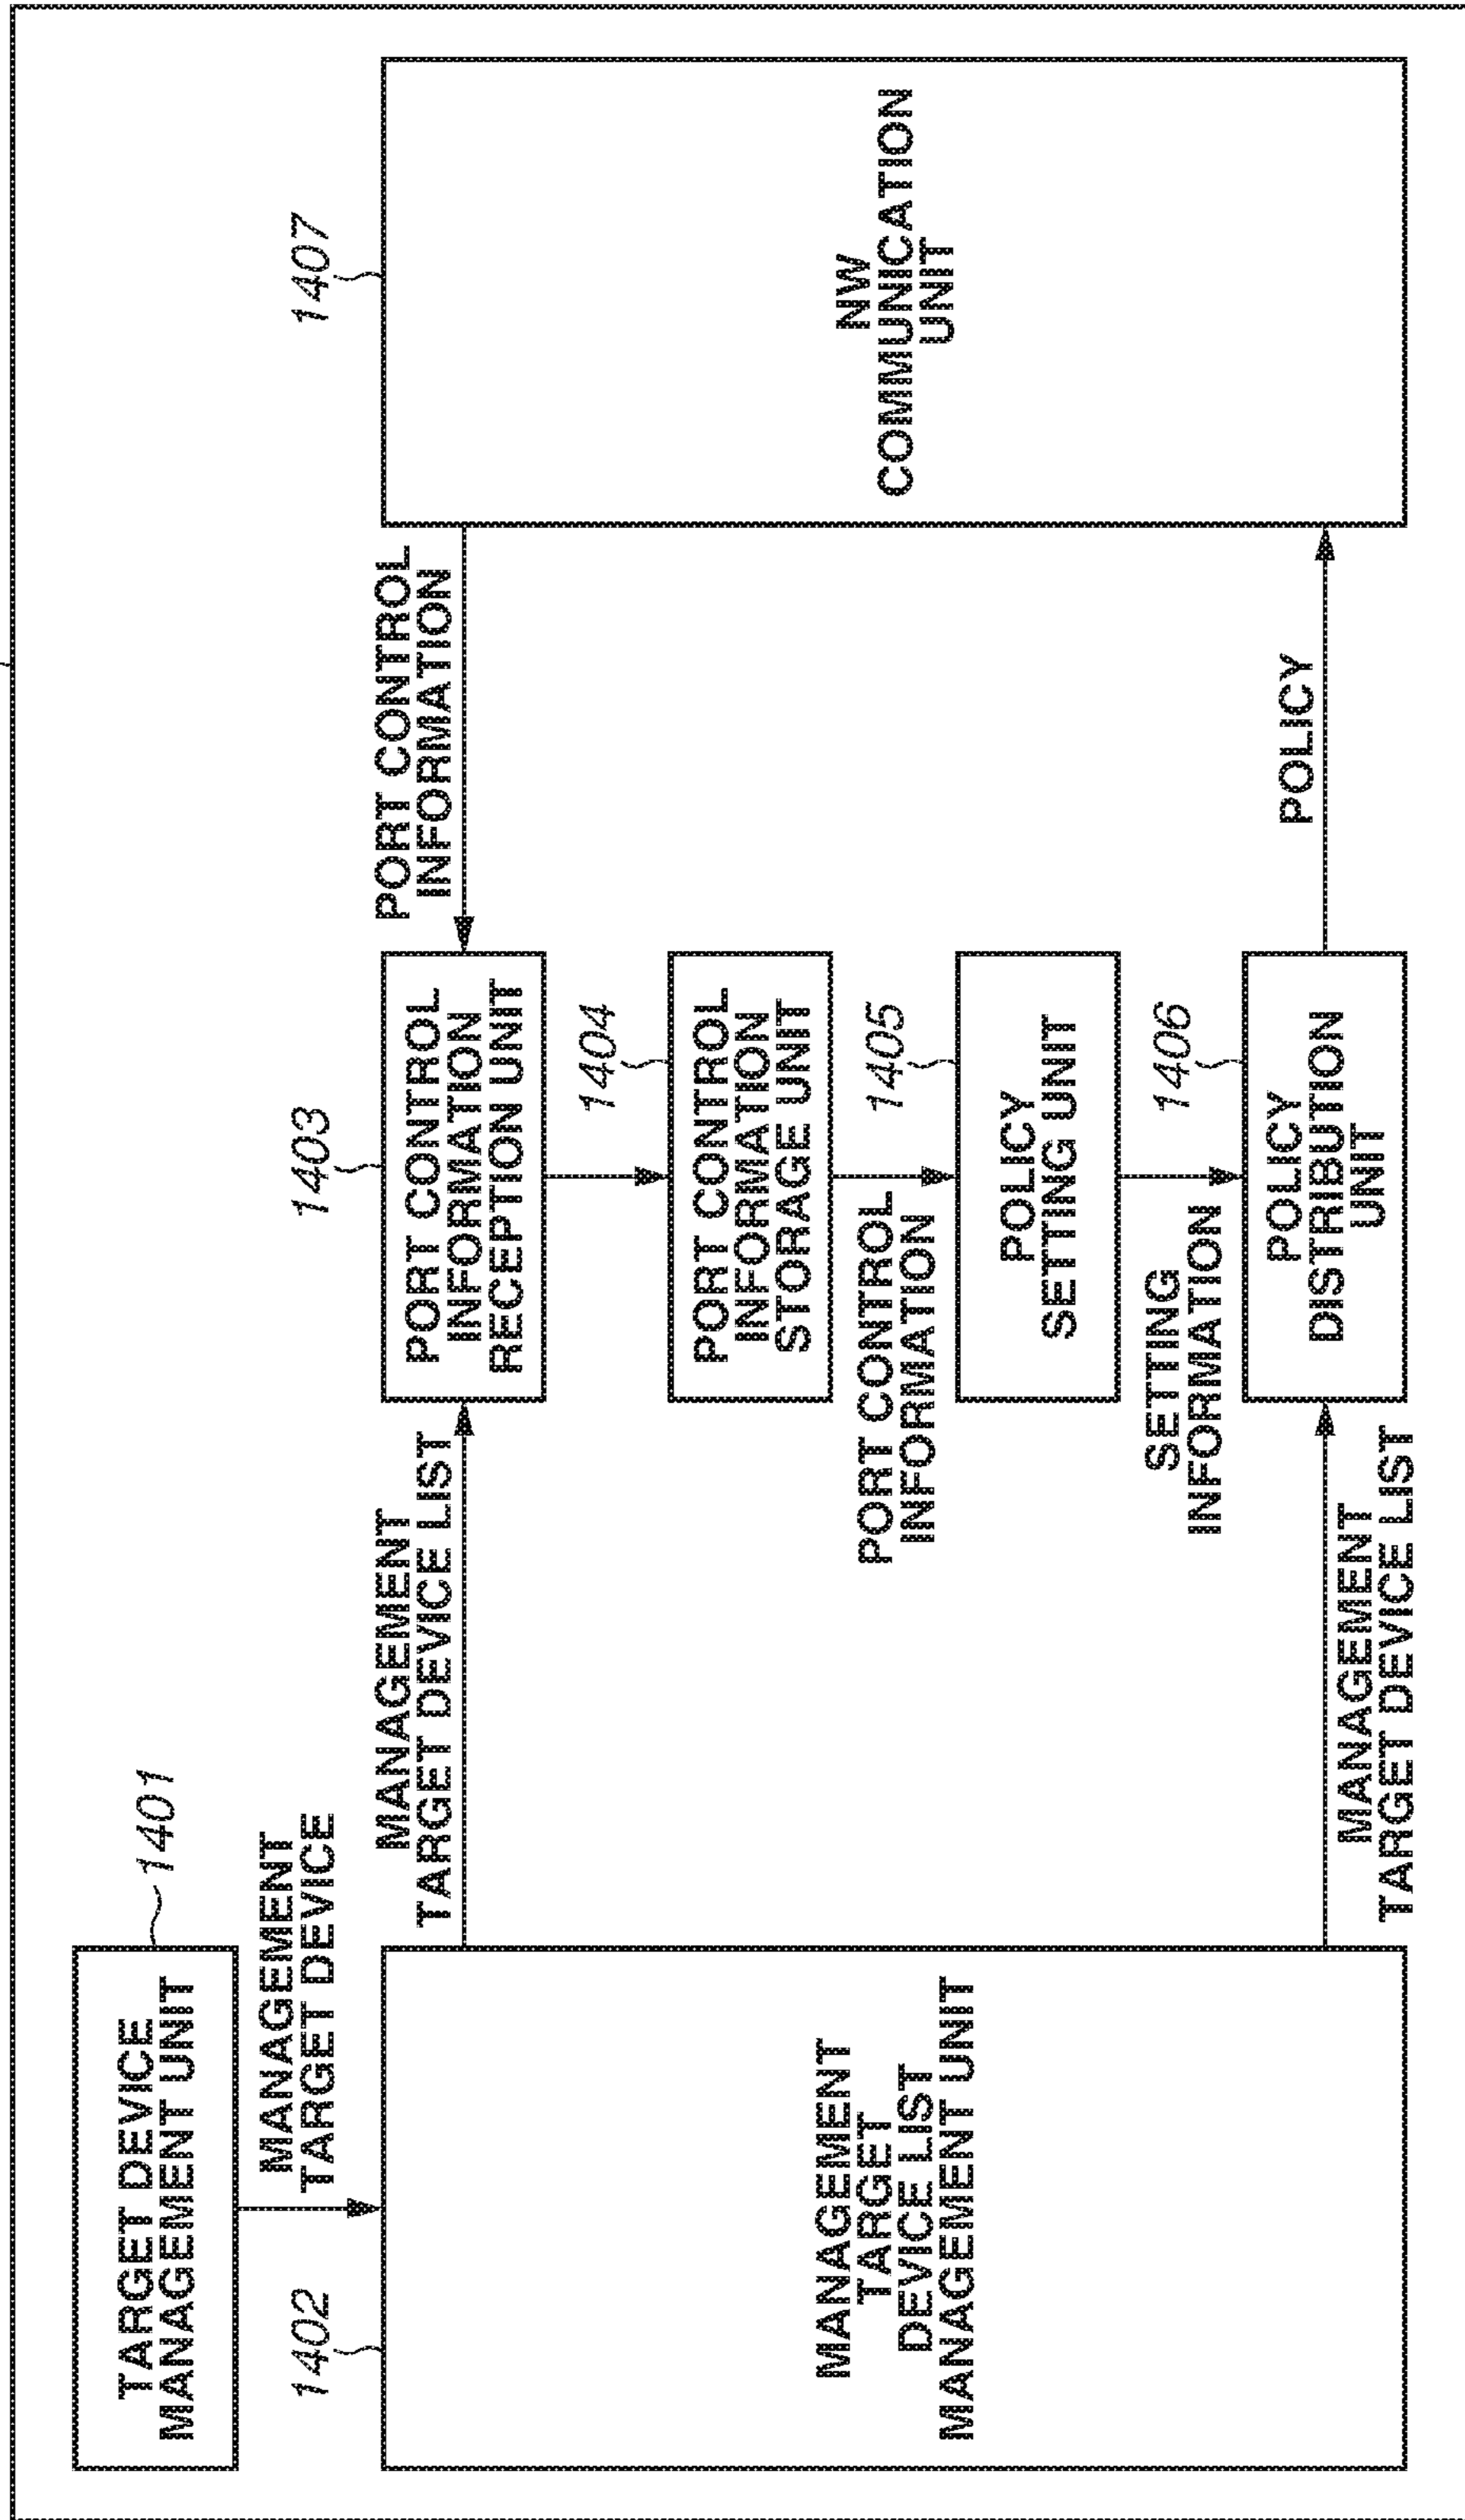 TARGET DEVICE
MANAGEMENT UNIT
1401
MANAGEMENT
TARGET DEVICE
1402
MANAGEMENT
TARGET
DEVICE LIST
MANAGEMENT UNIT
MANAGEMENT
TARGET DEVICE LIST
1403
PORT CONTROL
INFORMATION
RECEPTION UNIT
PORT CONTROL
INFORMATION
1404
PORT CONTROL
INFORMATION
STORAGE UNIT
PORT CONTROL
INFORMATION
1405
POLICY
SETTING UNIT
SETTING
INFORMATION
1406
POLICY
DISTRIBUTION
UNIT
MANAGEMENT
TARGET DEVICE LIST
POLICY
1407
NW
COMMUNICATION
UNIT